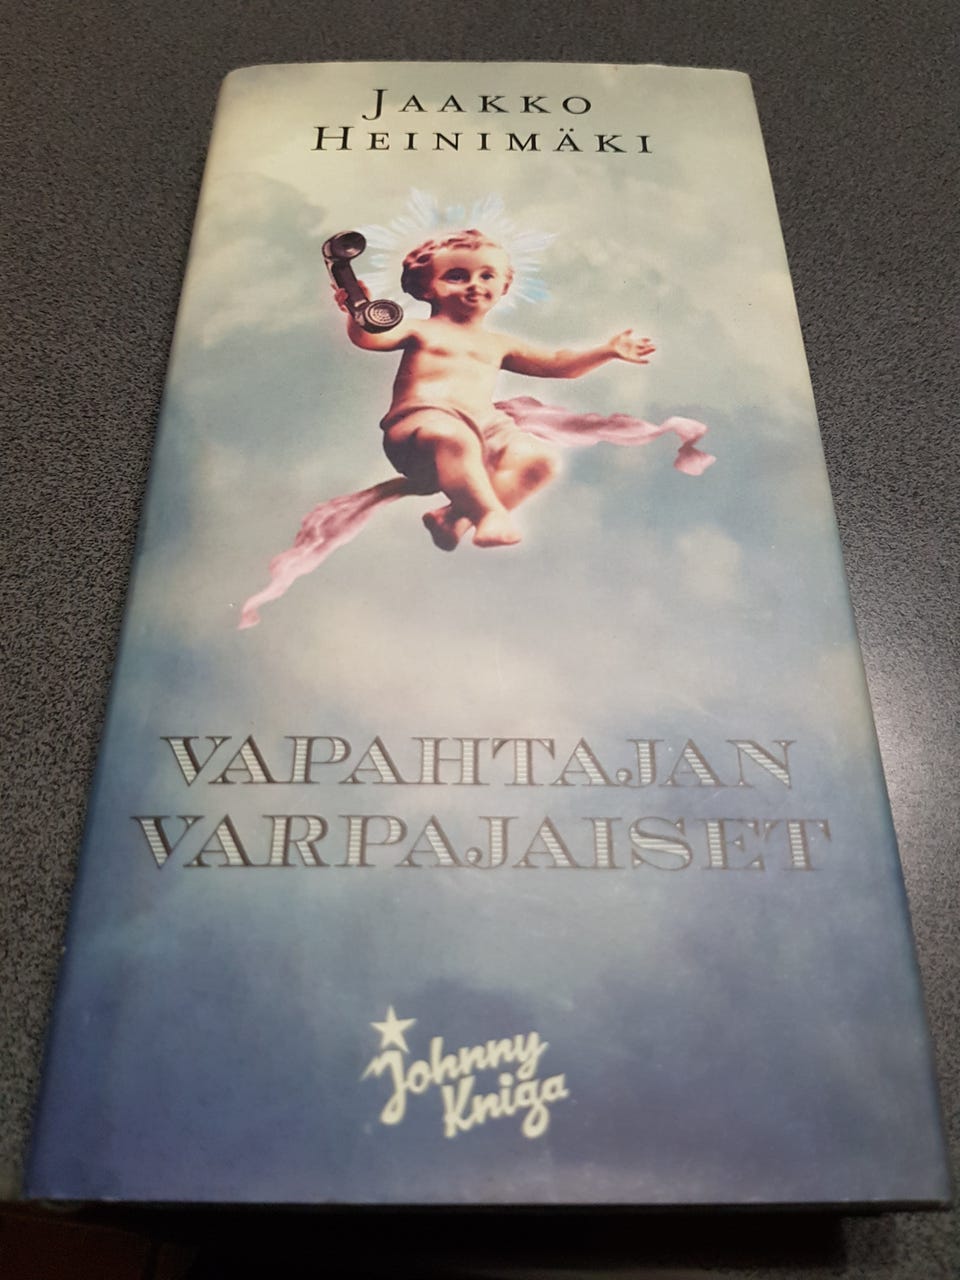 JAAKKO
HEINIMÄKI
VAPAHTAJAN
VARPAJAISET
Johnny
Kniga